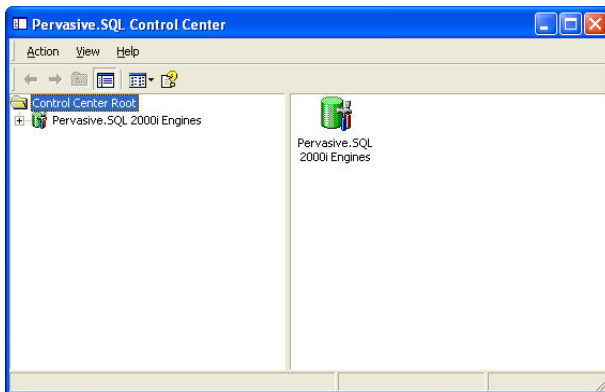 Pervasive.SQL Control Center
Action View Help
Control Center Root
Pervasive.SQL 2000i Engines
Pervasive.SQL
2000i Engines